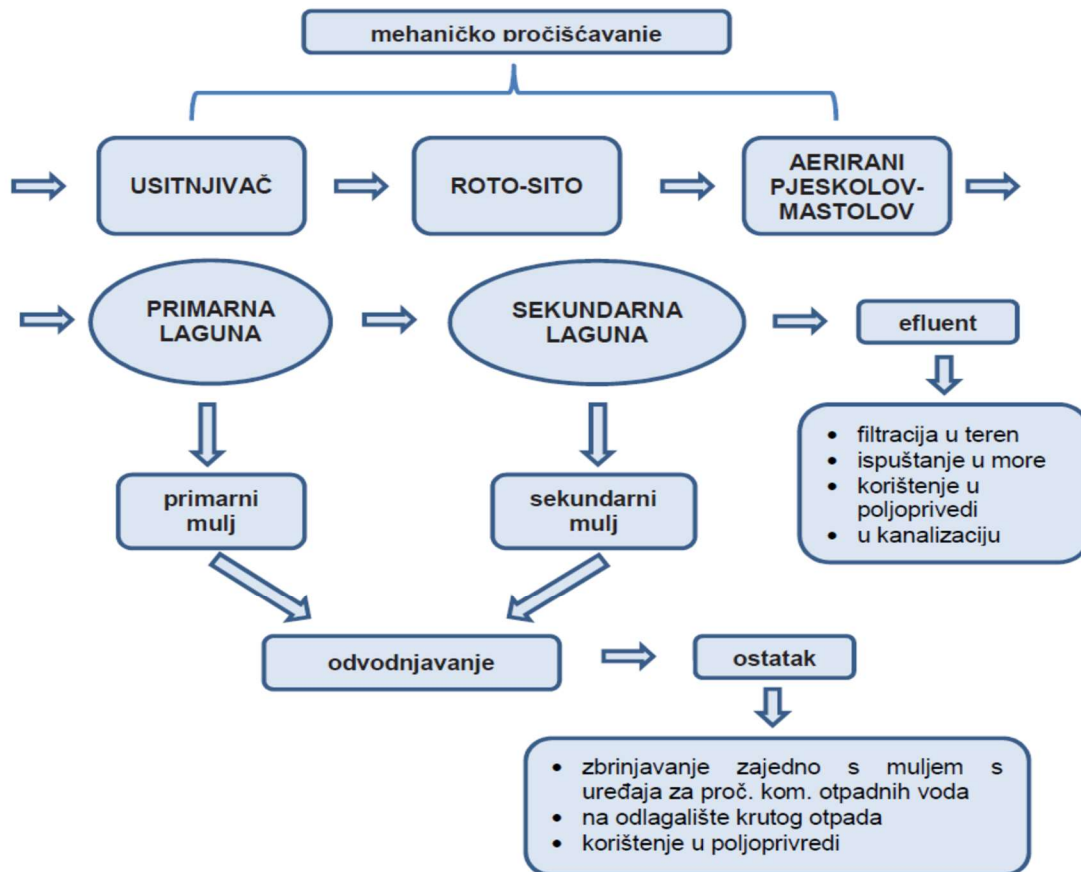 mehaničko pročišćavanje
USITNJIVAČ
ROTO-SITO
AERIRANI
PJESKOLOV-
MASTOLOV
PRIMARNA
LAGUNA
SEKUNDARNA
LAGUNA
efluent
• filtracija u teren
• ispuštanje u more
• korištenje u
poljoprivedi
• u kanalizaciju
primarni
mulj
sekundarni
mulj
odvodnjavanje
ostatak
• zbrinjavanje zajedno s muljem s
uređaja za proč. kom. otpadnih voda
• na odlagalište krutog otpada
• korištenje u poljoprivredi